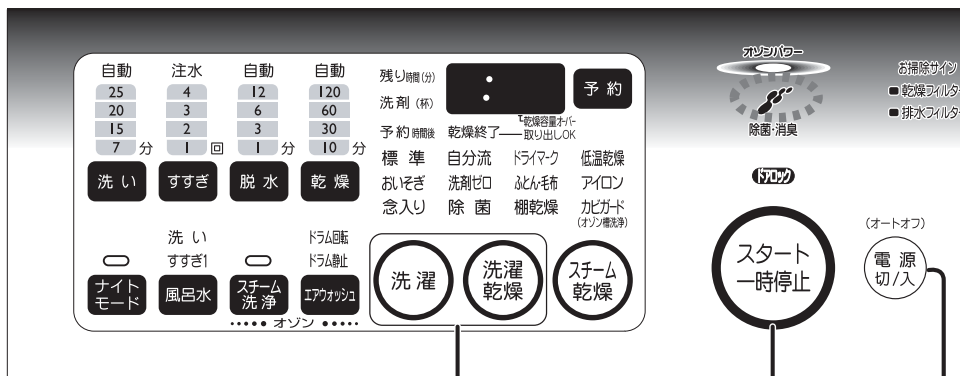 自動 注水 自動 自動
25 4 12 120
20 3 6 60
15 2 3 30
7 分 1 回 1 分 10 分
洗い すすぎ 脱水 乾燥
洗い
すすぎ1
ドラム回転
ドラム静止
ナイト
モード
風呂水
スチーム
洗浄
エアウォッシュ
オゾン
残り時間(分)
洗剤(杯)
予約時間後
:
予約
乾燥容量オーバー
乾燥終了 取り出しOK
標準 自分流 ドライマーク 低温乾燥
おいそぎ 洗剤ゼロ ふとん・毛布 アイロン
念入り 除菌 棚乾燥 カビガード
(オゾン槽洗浄)
洗濯
洗濯
乾燥
スチーム
乾燥
オゾンパワー
除菌・消臭
お掃除サイン
■乾燥フィルタ
■排水フィルタ
ドアロック
スタート
一時停止
(オートオフ)
電源
切/入